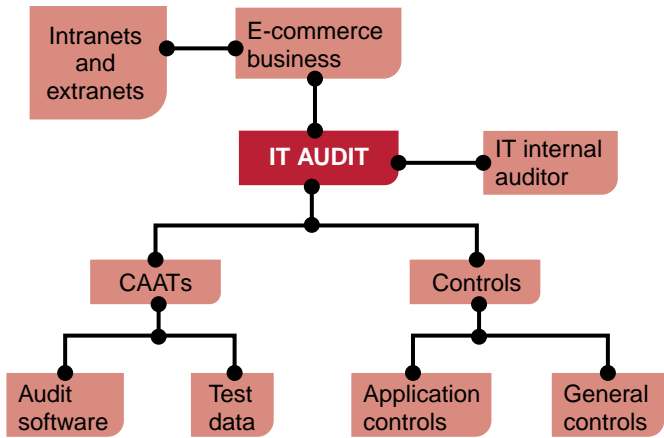 Intranets
and
extranets
E-commerce
business
IT AUDIT
IT internal
auditor
CAATs
Controls
Audit
software
Test
data
Application
controls
General
controls